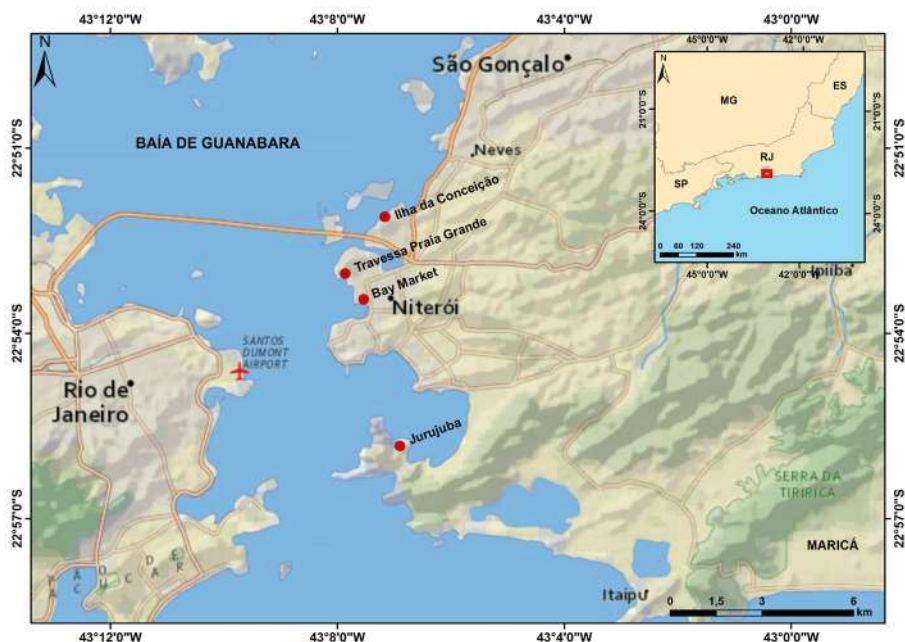 43°12'0"W 43°8'0"W 43°4'0"W 43°0'0"W
N
São Gonçalo
BAÍA DE GUANABARA
Neves
Ilha da Conceição
Travessa Praia Grande
Bay Market
Niterói
SANTOS
DUMONT
AIRPORT
Rio de
Janeiro
Jurujuba
SERRA DA
TIRIRICA
MARICÁ
Itaipu
Ipiiba
22°51'0"S
22°54'0"S
22°57'0"S
22°51'0"S
22°54'0"S
22°57'0"S
45°0'0"W 42°0'0"W
N
MG
ES
RJ
SP
Oceano Atlântico
21°0'0"S
24°0'0"S
21°0'0"S
24°0'0"S
0 60 120 240
km
45°0'0"W 42°0'0"W
0 1,5 3 6
km
43°12'0"W 43°8'0"W 43°4'0"W 43°0'0"W